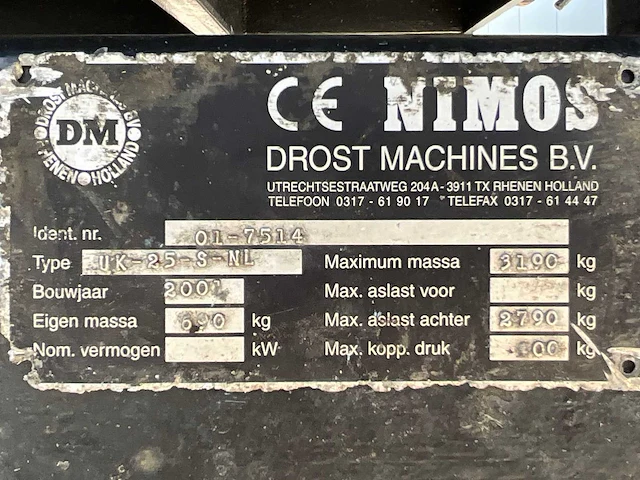 DROST MACHINES BV
DM
RHENEN HOLLAND
CE NIMOS
DROST MACHINES B.V.
UTRECHTSESTRAATWEG 204A - 3911 TX RHENEN HOLLAND
TELEFOON 0317 - 61 90 17 TELEFAX 0317 - 61 44 47
Ident. nr. 01-7514
Type UK-25-S-NL
Maximum massa 3190 kg
Bouwjaar 2001
Max. aslast voor kg
Eigen massa 690 kg
Max. aslast achter 2790 kg
Nom. vermogen kW
Max. kopp. druk 00 kg